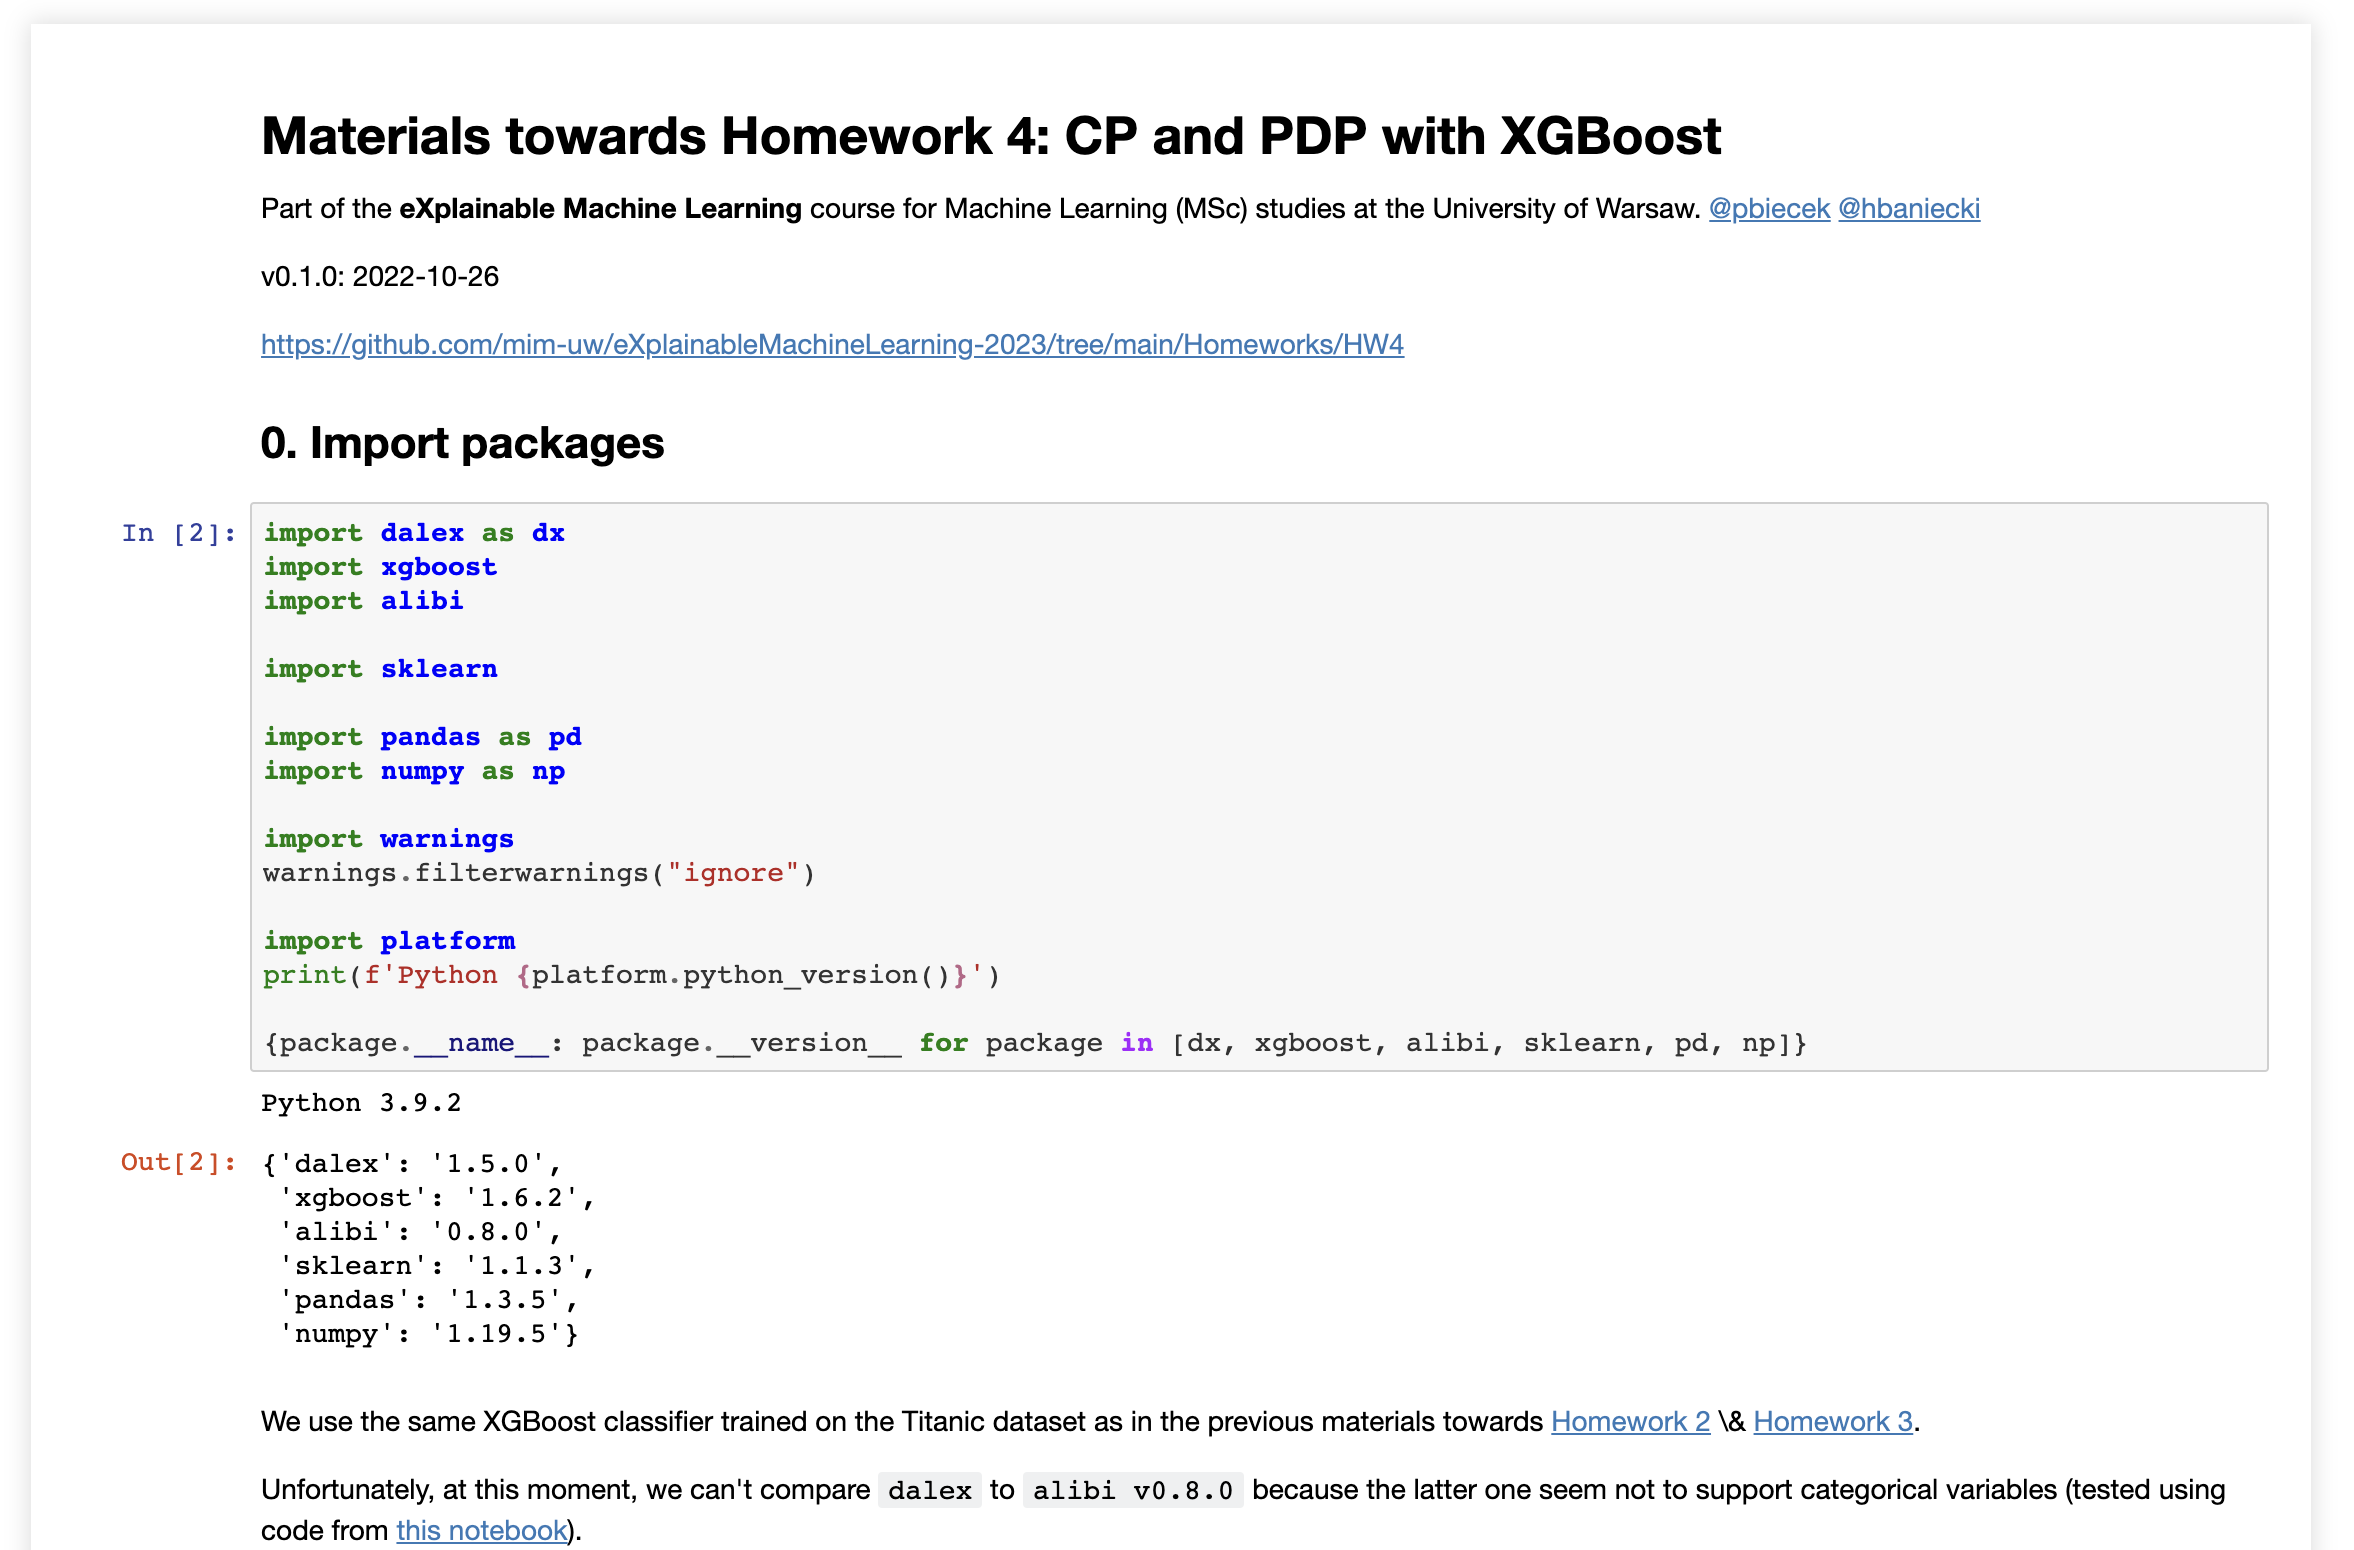 Materials towards Homework 4: CP and PDP with XGBoost
Part of the eXplainable Machine Learning course for Machine Learning (MSc) studies at the University of Warsaw. @pbiecek @hbaniecki
v0.1.0: 2022-10-26
https://github.com/mim-uw/eXplainableMachineLearning-2023/tree/main/Homeworks/HW4
0. Import packages
In [2]: import dalex as dx
import xgboost
import alibi
import sklearn
import pandas as pd
import numpy as np
import warnings
warnings.filterwarnings("ignore")
import platform
print(f'Python {platform.python_version()}')
{package.__name__: package.__version__ for package in [dx, xgboost, alibi, sklearn, pd, np]}
Python 3.9.2
Out[2]: {'dalex': '1.5.0',
'xgboost': '1.6.2',
'alibi': '0.8.0',
'sklearn': '1.1.3',
'pandas': '1.3.5',
'numpy': '1.19.5'}
We use the same XGBoost classifier trained on the Titanic dataset as in the previous materials towards Homework 2 \& Homework 3.
Unfortunately, at this moment, we can't compare dalex to alibi v0.8.0 because the latter one seem not to support categorical variables (tested using
code from this notebook).